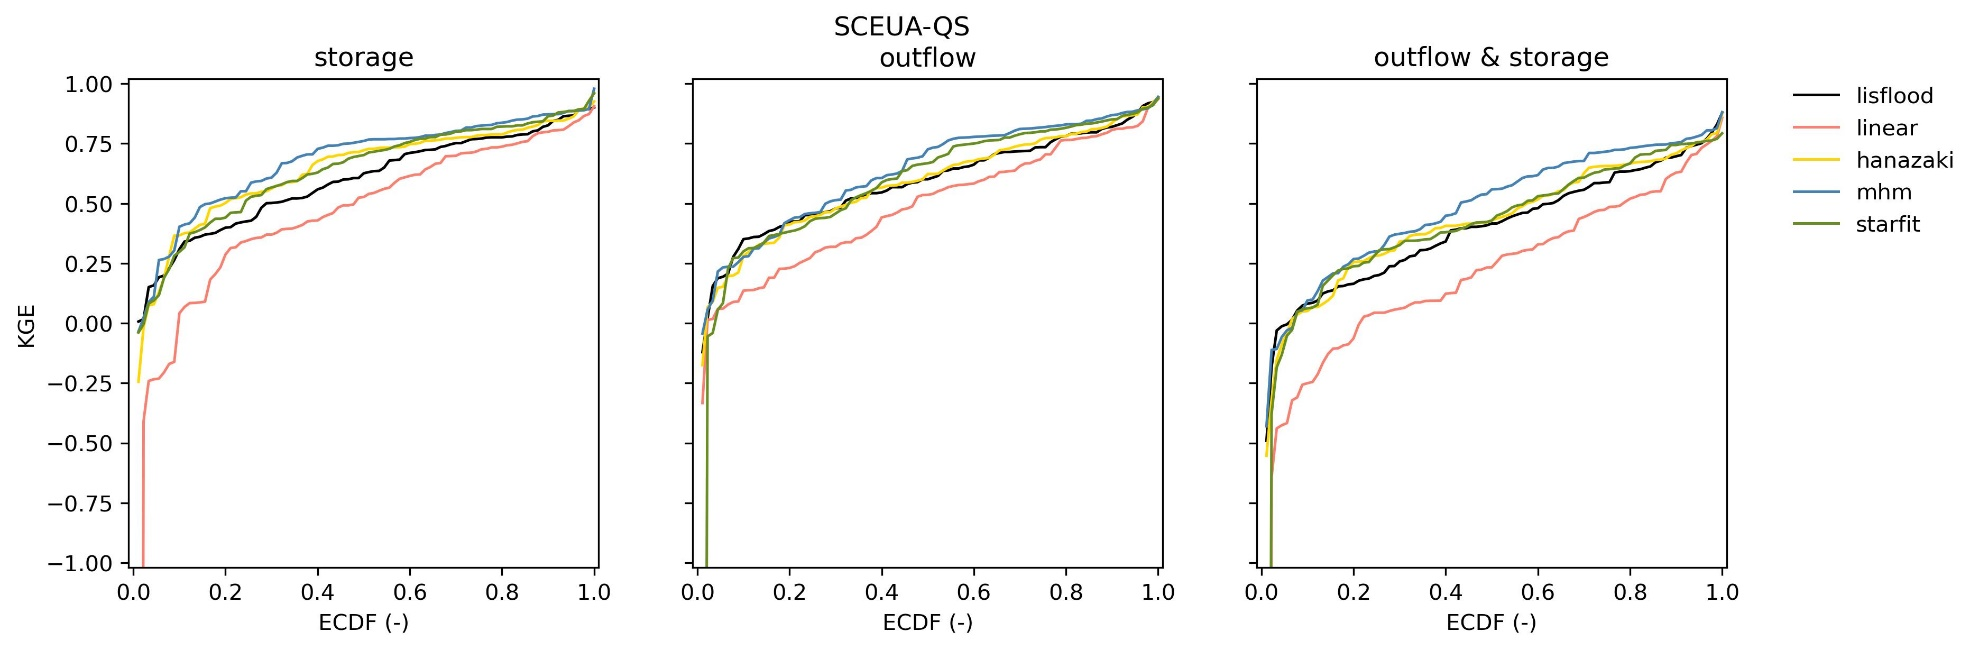 SCEUA-QS
storage
outflow
outflow & storage
KGE
1.00
0.75
0.50
0.25
0.00
−0.25
−0.50
−0.75
−1.00
0.0 0.2 0.4 0.6 0.8 1.0
ECDF (-)
0.0 0.2 0.4 0.6 0.8 1.0
ECDF (-)
0.0 0.2 0.4 0.6 0.8 1.0
ECDF (-)
lisflood
linear
hanazaki
mhm
starfit